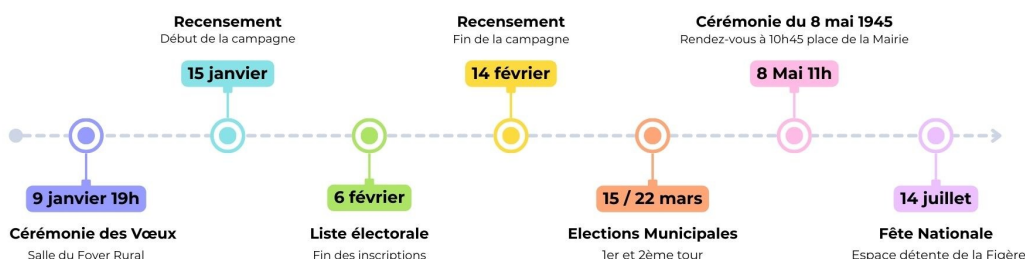 Recensement
Début de la campagne
15 janvier
Recensement
Fin de la campagne
14 février
Cérémonie du 8 mai 1945
Rendez-vous à 10h45 place de la Mairie
8 Mai 11h
9 janvier 19h
Cérémonie des Vœux
Salle du Foyer Rural
6 février
Liste électorale
Fin des inscriptions
15 / 22 mars
Elections Municipales
1er et 2ème tour
14 juillet
Fête Nationale
Espace détente de la Figère